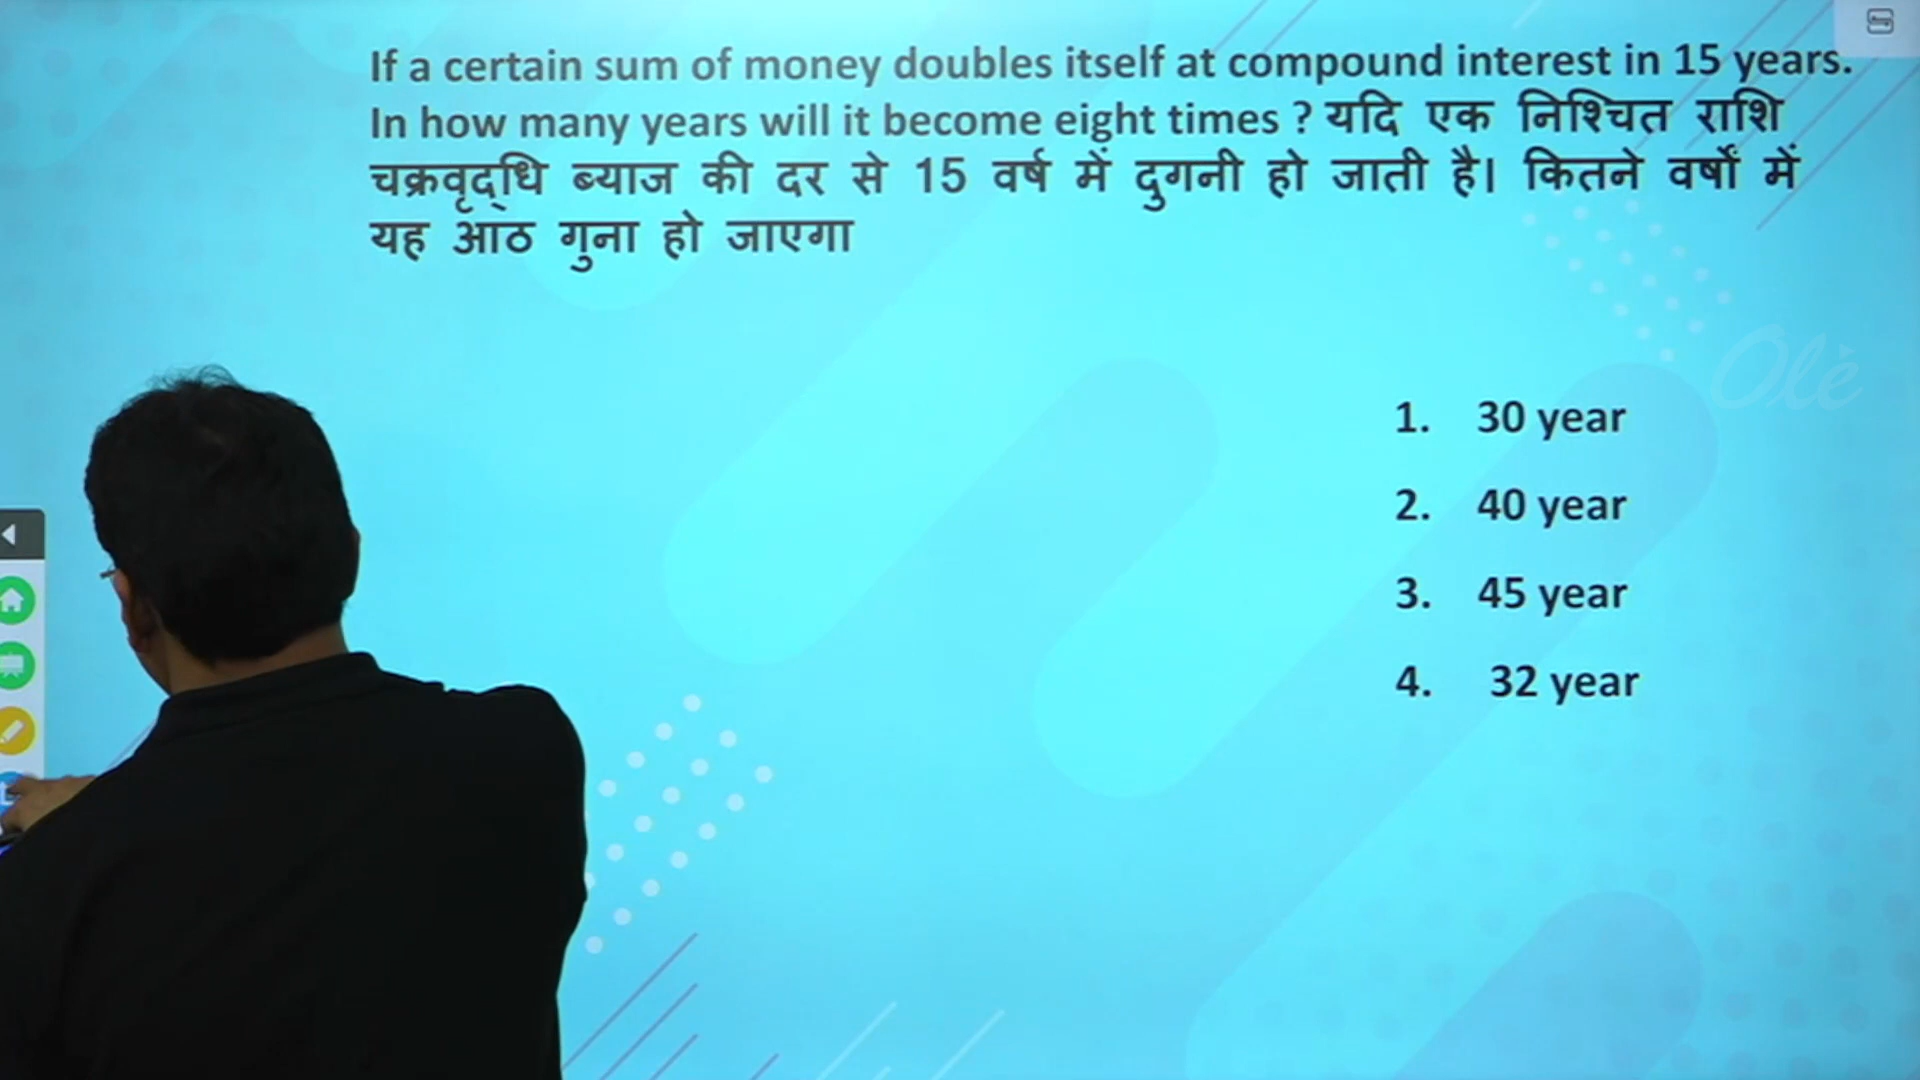 If a certain sum of money doubles itself at compound interest in 15 years.
In how many years will it become eight times ? यदि एक निश्चित राशि
चक्रवृद्धि ब्याज की दर से 15 वर्ष में दुगनी हो जाती है। कितने वर्षों में
यह आठ गुना हो जाएगा
Olè
1. 30 year
2. 40 year
3. 45 year
4. 32 year